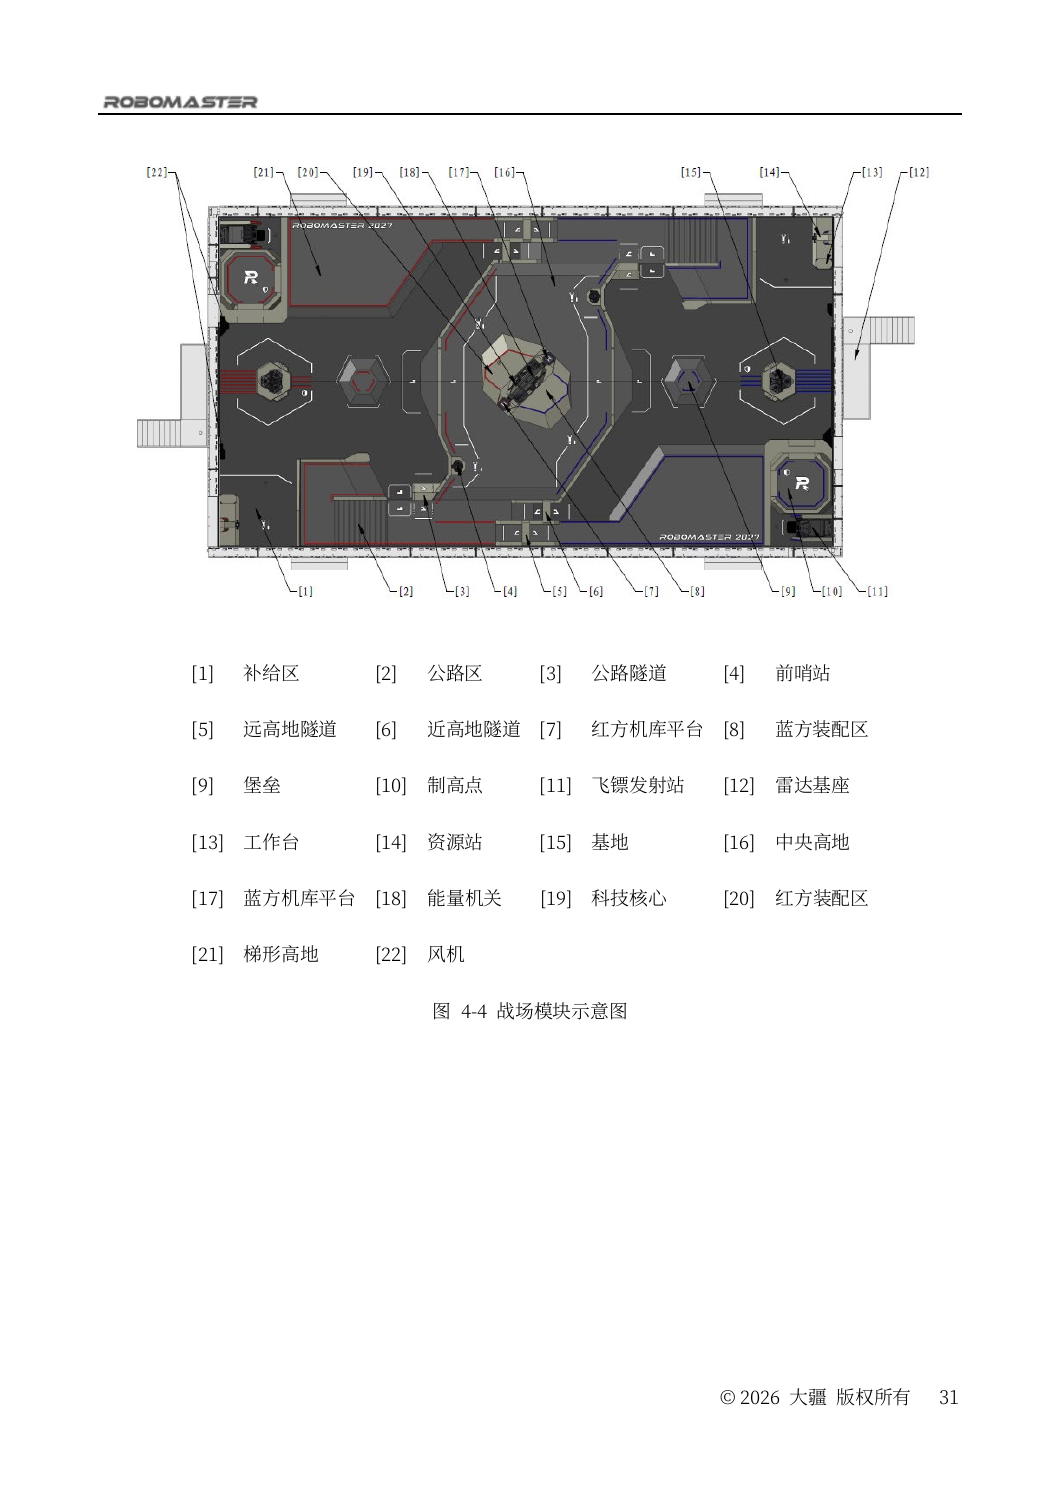 ROBOMASTER
[22] [21] [20] [19] [18] [17] [16] [15] [14] [13] [12]
ROBOMASTER 2027
R
R
ROBOMASTER 2027
[1] [2] [3] [4] [5] [6] [7] [8] [9] [10] [11]
[1] 补给区 [2] 公路区 [3] 公路隧道 [4] 前哨站
[5] 远高地隧道 [6] 近高地隧道 [7] 红方机库平台 [8] 蓝方装配区
[9] 堡垒 [10] 制高点 [11] 飞镖发射站 [12] 雷达基座
[13] 工作台 [14] 资源站 [15] 基地 [16] 中央高地
[17] 蓝方机库平台 [18] 能量机关 [19] 科技核心 [20] 红方装配区
[21] 梯形高地 [22] 风机
图 4-4 战场模块示意图
© 2026 大疆 版权所有 31